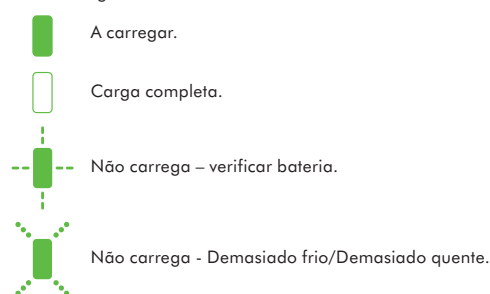 A carregar.
Carga completa.
Não carrega – verificar bateria.
Não carrega - Demasiado frio/Demasiado quente.